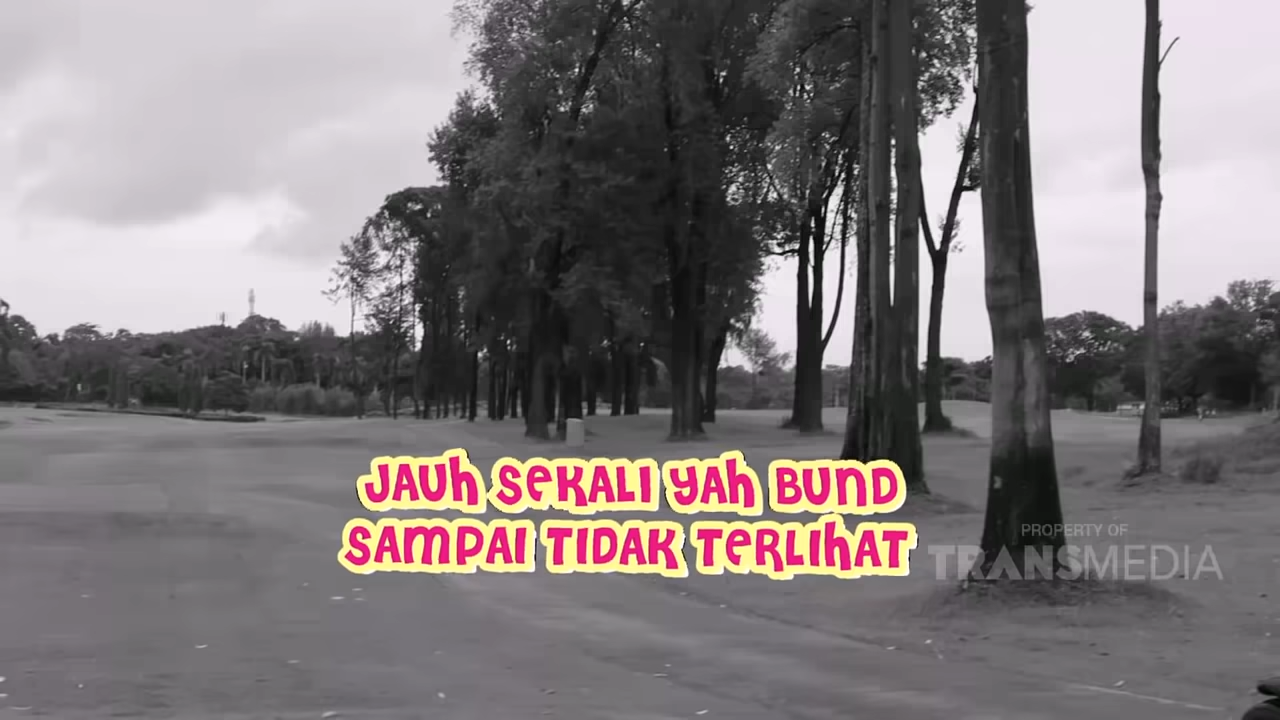 JAUH SEKALI YAH BUND
SAMPAI TIDAK TERLIHAT
PROPERTY OF
TRANSMEDIA